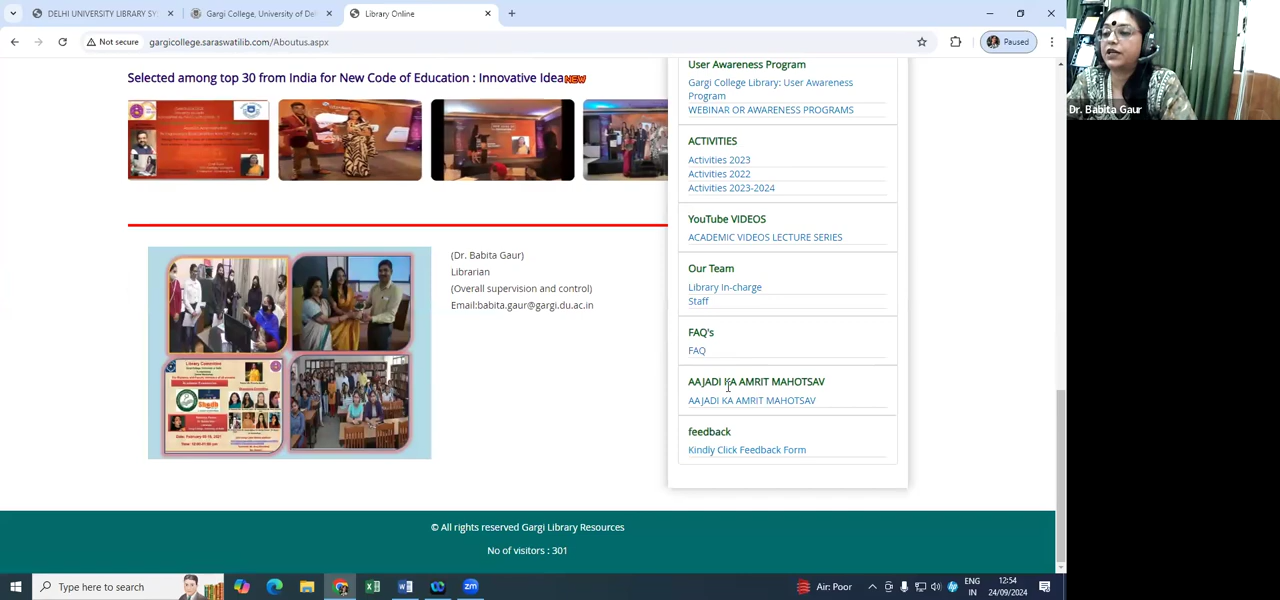 DELHI UNIVERSITY LIBRARY SY
Gargi College, University of Del
Library Online
Not secure
gargicollege.saraswatilib.com/Aboutus.aspx
Paused
Selected among top 30 from India for New Code of Education : Innovative Idea NEW
User Awareness Program
Gargi College Library: User Awareness
Program
WEBINAR OR AWARENESS PROGRAMS
ACTIVITIES
Activities 2023
Activities 2022
Activities 2023-2024
YouTube VIDEOS
ACADEMIC VIDEOS LECTURE SERIES
Our Team
Library In-charge
Staff
FAQ's
FAQ
AAJADI KA AMRIT MAHOTSAV
AAJADI KA AMRIT MAHOTSAV
feedback
Kindly Click Feedback Form
(Dr. Babita Gaur)
Librarian
(Overall supervision and control)
Email:babita.gaur@gargi.du.ac.in
© All rights reserved Gargi Library Resources
No of visitors : 301
Dr. Babita Gaur
Type here to search
Air: Poor
ENG
IN
12:54
24/09/2024